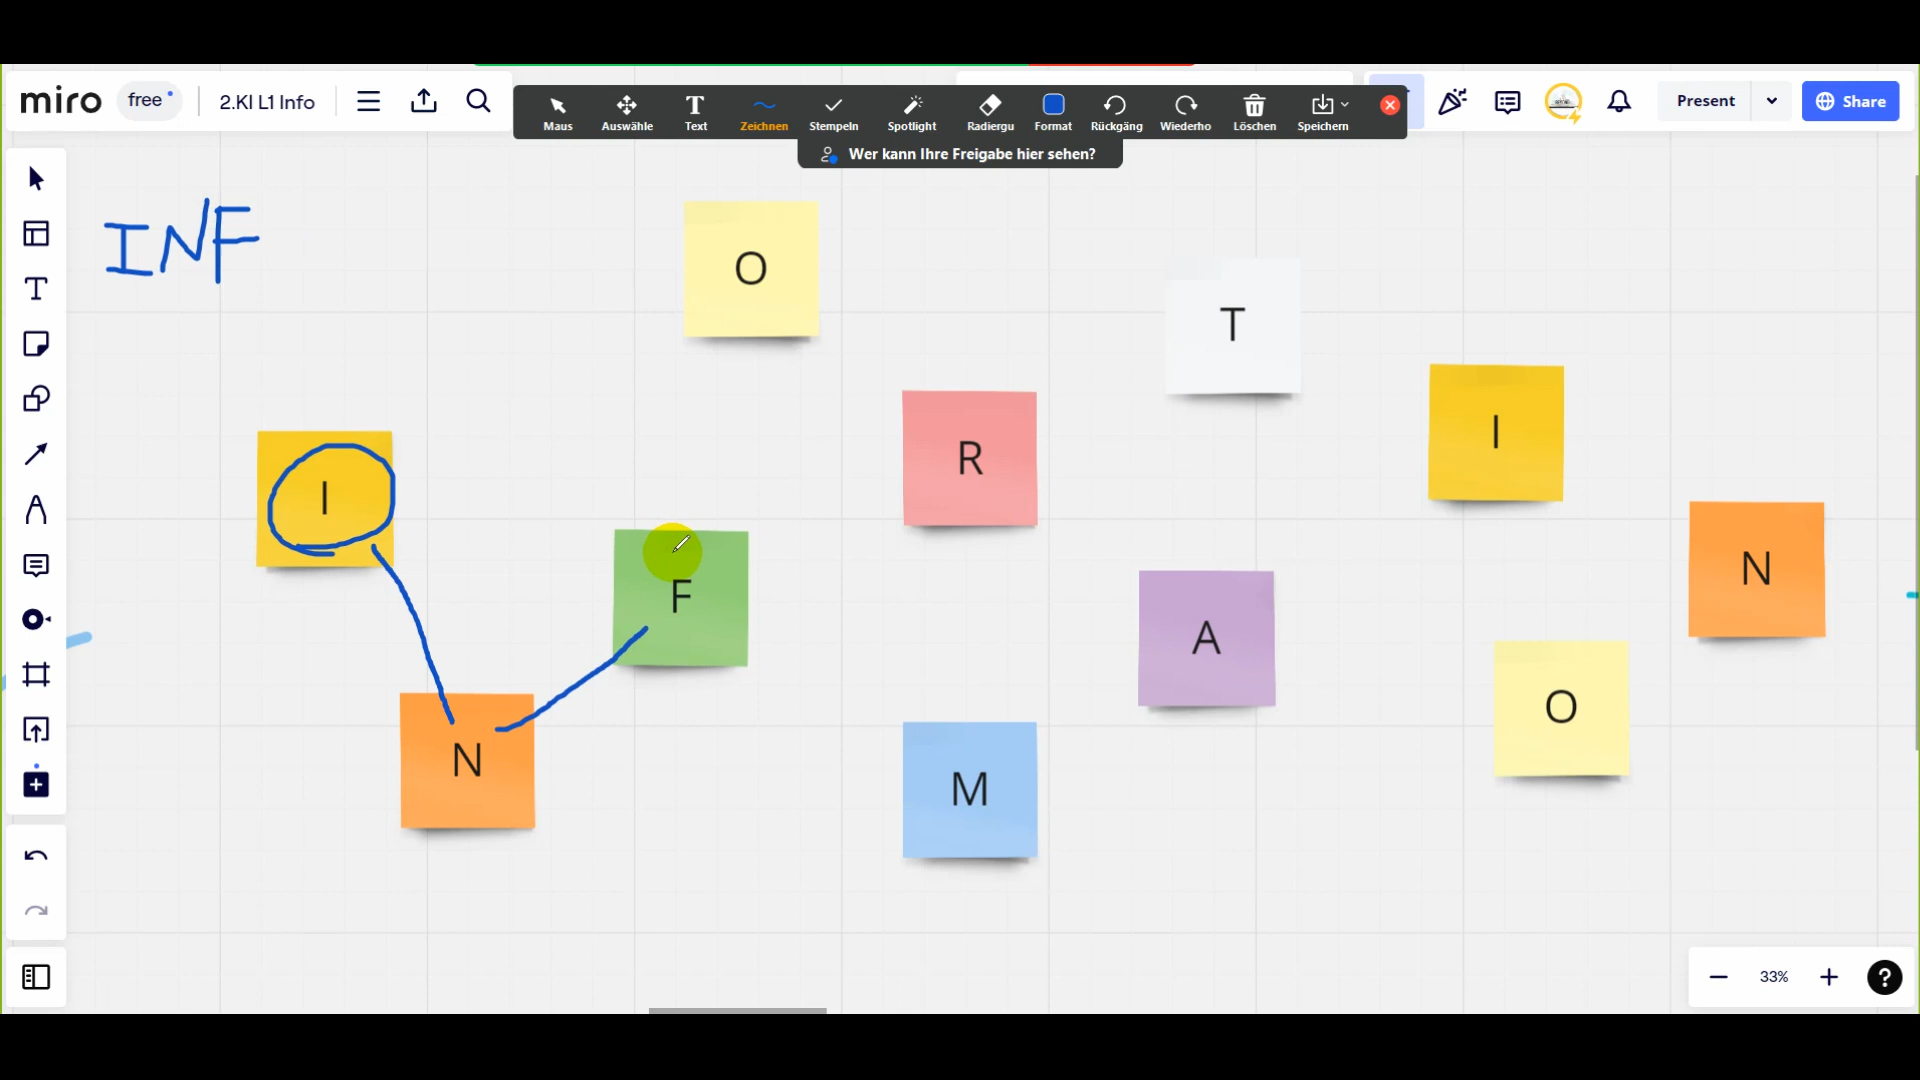 miro free 2.KI L1 Info
Maus Auswähle Text Zeichnen Stempeln Spotlight Radiergu Format Rückgäng Wiederho Löschen Speichern
Present Share
Wer kann Ihre Freigabe hier sehen?
INF
O
T
I
R
I
N
F
A
O
N
M
33%